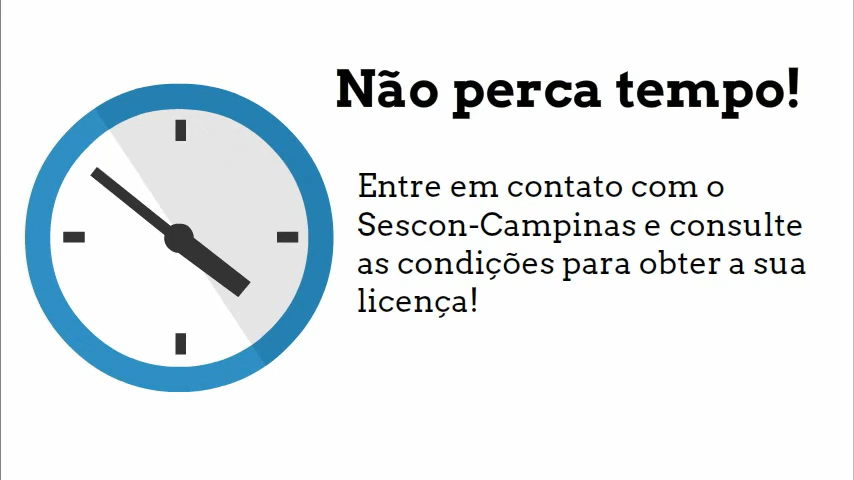 Não perca tempo!
Entre em contato com o
Sescon-Campinas e consulte
as condições para obter a sua
licença!